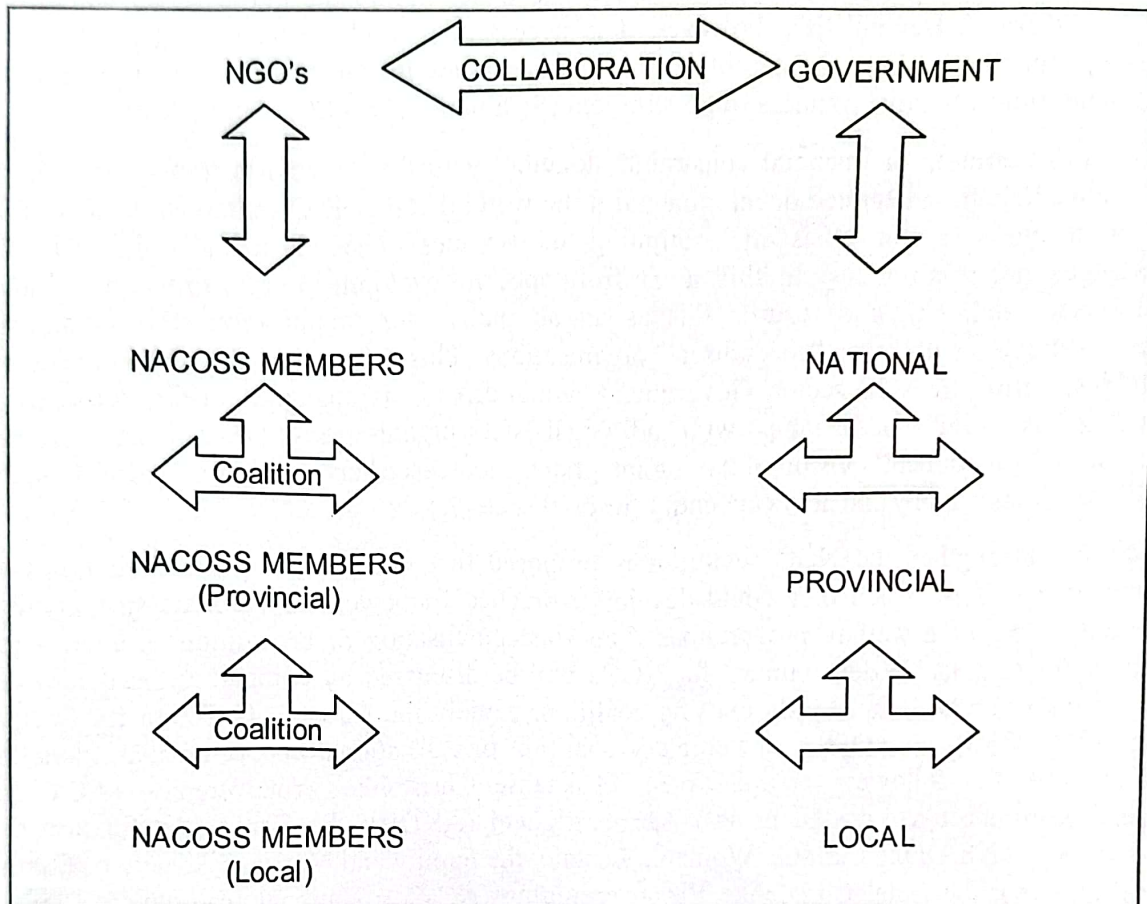 NGO's
COLLABORATION
GOVERNMENT
NACOSS MEMBERS
NATIONAL
Coalition
NACOSS MEMBERS
(Provincial)
PROVINCIAL
Coalition
NACOSS MEMBERS
(Local)
LOCAL